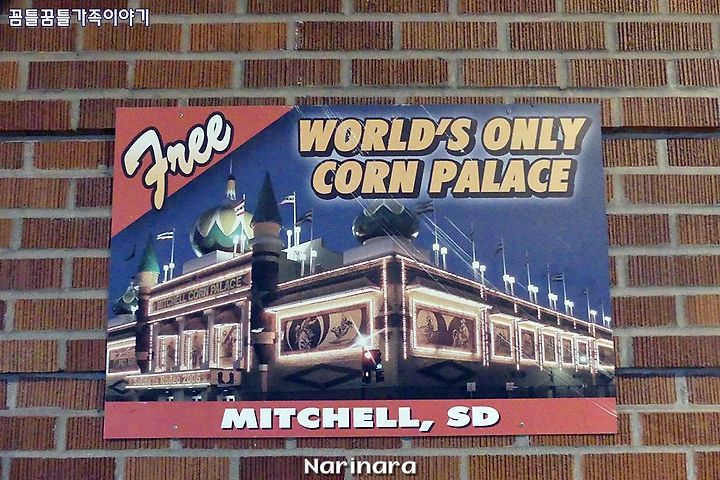 꼼틀꿈틀가족이야기
Free
WORLD'S ONLY
CORN PALACE
MITCHELL CORN PALACE
MITCHELL, SD
Narinara